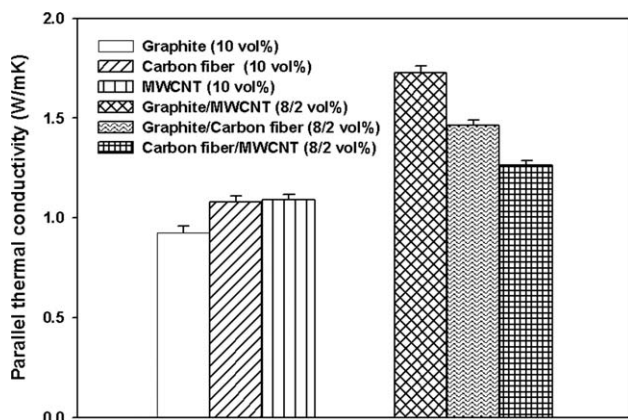 2.0
1.5
1.0
0.5
0.0
Parallel thermal conductivity (W/mK)
Graphite (10 vol%)
Carbon fiber (10 vol%)
MWCNT (10 vol%)
Graphite/MWCNT (8/2 vol%)
Graphite/Carbon fiber (8/2 vol%)
Carbon fiber/MWCNT (8/2 vol%)